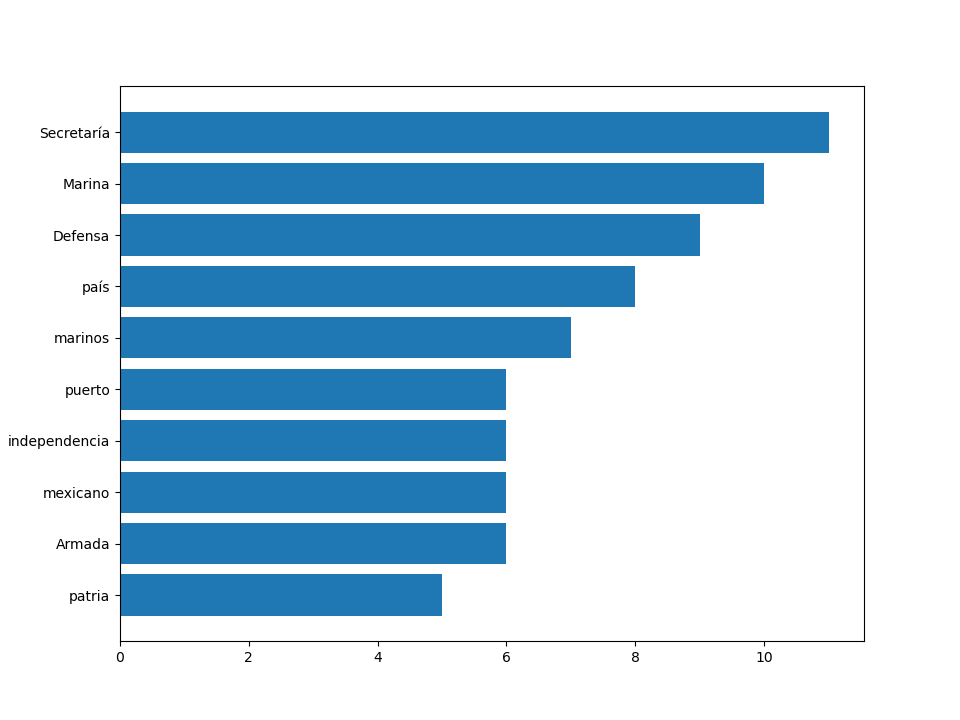 Secretaría
Marina
Defensa
país
marinos
puerto
independencia
mexicano
Armada
patria
0 2 4 6 8 10